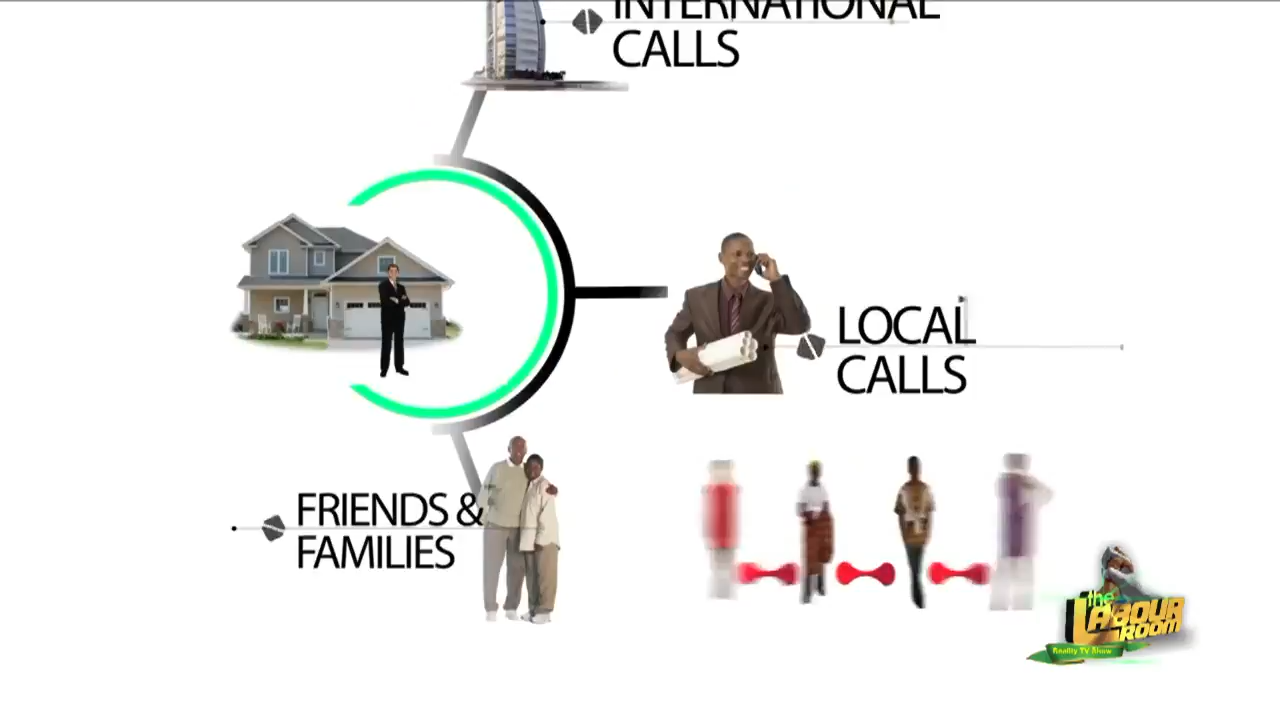 INTERNATIONAL
CALLS
LOCAL
CALLS
FRIENDS &
FAMILIES
the
LABOUR
ROOM
Reality TV Show